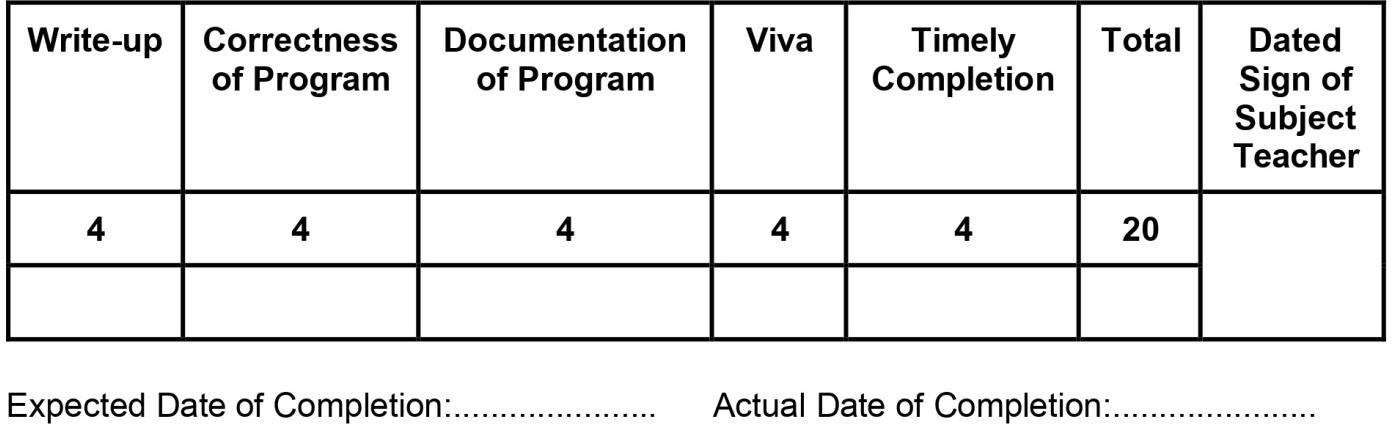 Write-up Correctness of Program Documentation of Program Viva Timely Completion Total Dated Sign of Subject Teacher
4 4 4 4 4 20
Expected Date of Completion:...................... Actual Date of Completion:......................